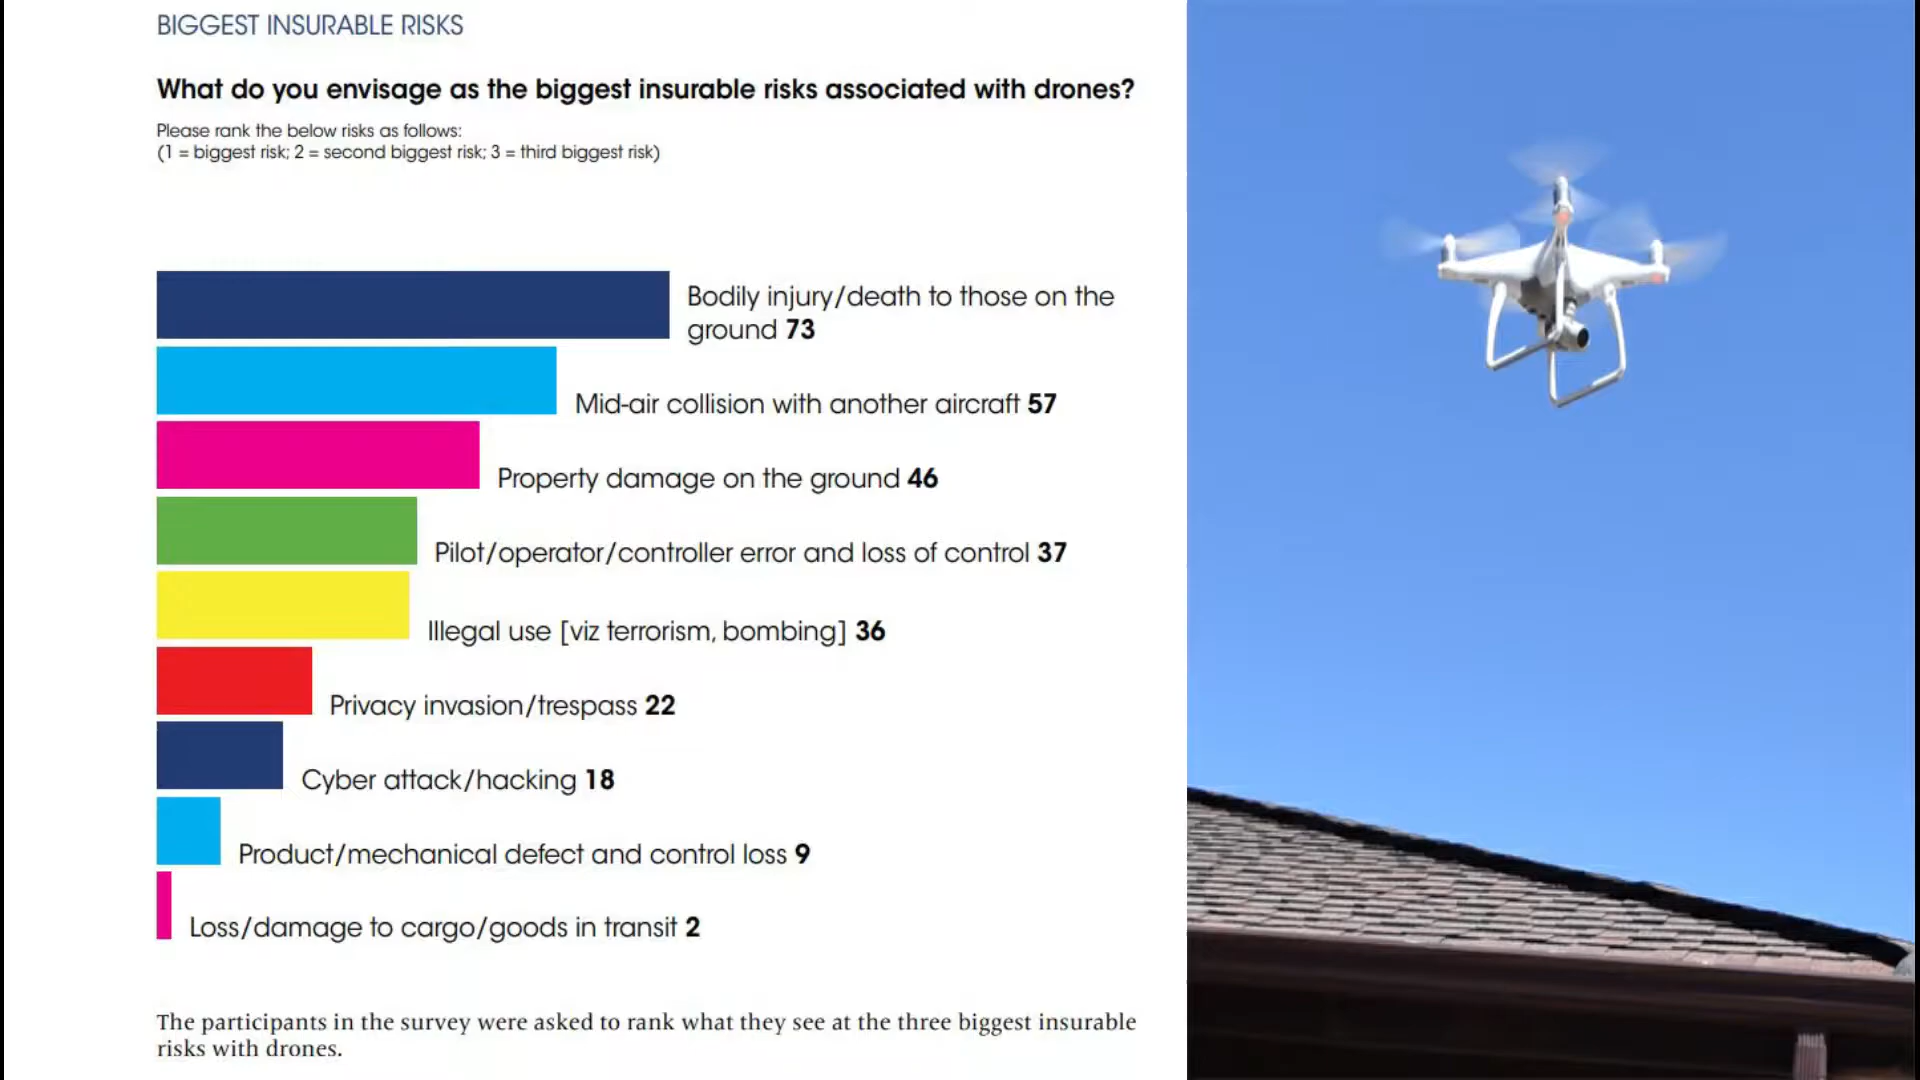 BIGGEST INSURABLE RISKS
What do you envisage as the biggest insurable risks associated with drones?
Please rank the below risks as follows:
(1 = biggest risk; 2 = second biggest risk; 3 = third biggest risk)
Bodily injury/death to those on the
ground 73
Mid-air collision with another aircraft 57
Property damage on the ground 46
Pilot/operator/controller error and loss of control 37
Illegal use [viz terrorism, bombing] 36
Privacy invasion/trespass 22
Cyber attack/hacking 18
Product/mechanical defect and control loss 9
Loss/damage to cargo/goods in transit 2
The participants in the survey were asked to rank what they see at the three biggest insurable
risks with drones.